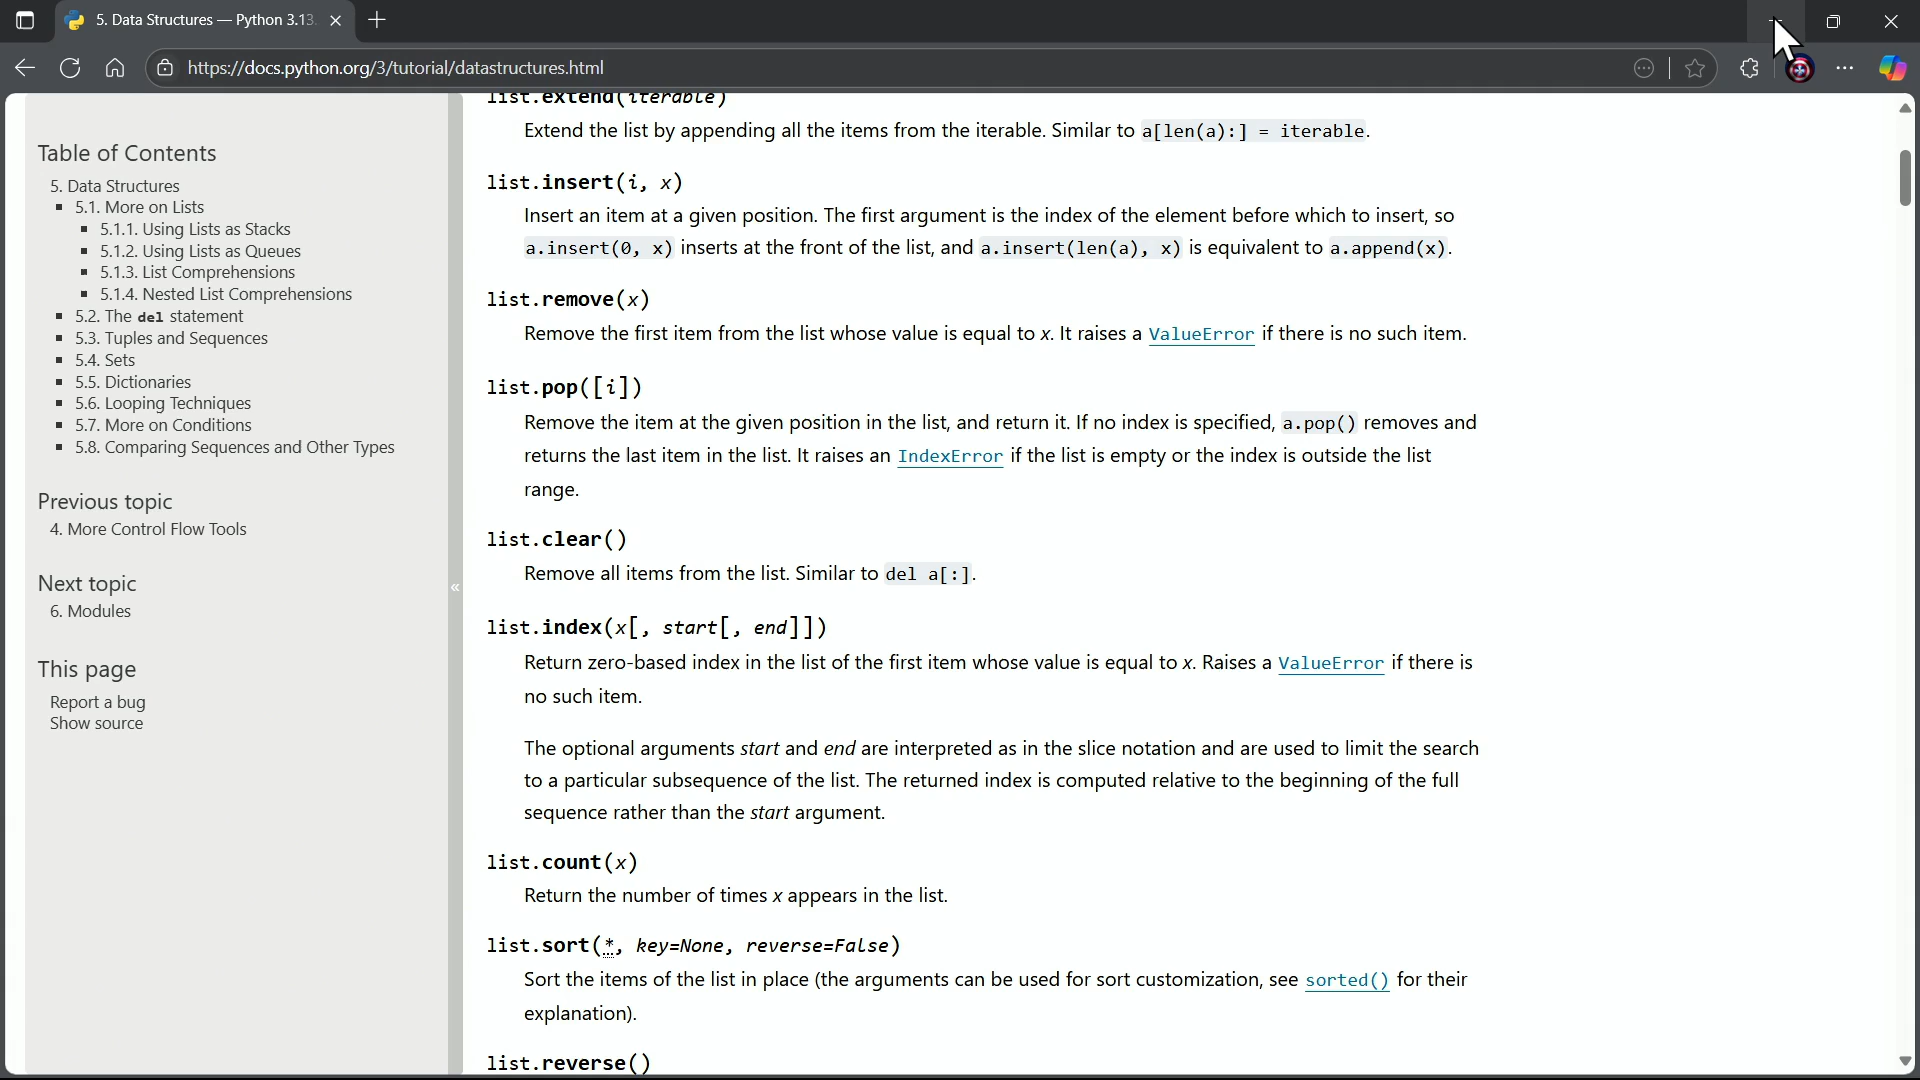 5. Data Structures — Python 3.13.
https://docs.python.org/3/tutorial/datastructures.html
Table of Contents
5. Data Structures
5.1. More on Lists
5.1.1. Using Lists as Stacks
5.1.2. Using Lists as Queues
5.1.3. List Comprehensions
5.1.4. Nested List Comprehensions
5.2. The del statement
5.3. Tuples and Sequences
5.4. Sets
5.5. Dictionaries
5.6. Looping Techniques
5.7. More on Conditions
5.8. Comparing Sequences and Other Types
Previous topic
4. More Control Flow Tools
Next topic
6. Modules
This page
Report a bug
Show source
«
list.extend(iterable)
Extend the list by appending all the items from the iterable. Similar to a[len(a):] = iterable.
list.insert(i, x)
Insert an item at a given position. The first argument is the index of the element before which to insert, so
a.insert(0, x) inserts at the front of the list, and a.insert(len(a), x) is equivalent to a.append(x).
list.remove(x)
Remove the first item from the list whose value is equal to x. It raises a ValueError if there is no such item.
list.pop([i])
Remove the item at the given position in the list, and return it. If no index is specified, a.pop() removes and
returns the last item in the list. It raises an IndexError if the list is empty or the index is outside the list
range.
list.clear()
Remove all items from the list. Similar to del a[:].
list.index(x[, start[, end]])
Return zero-based index in the list of the first item whose value is equal to x. Raises a ValueError if there is
no such item.
The optional arguments start and end are interpreted as in the slice notation and are used to limit the search
to a particular subsequence of the list. The returned index is computed relative to the beginning of the full
sequence rather than the start argument.
list.count(x)
Return the number of times x appears in the list.
list.sort(*, key=None, reverse=False)
Sort the items of the list in place (the arguments can be used for sort customization, see sorted() for their
explanation).
list.reverse()